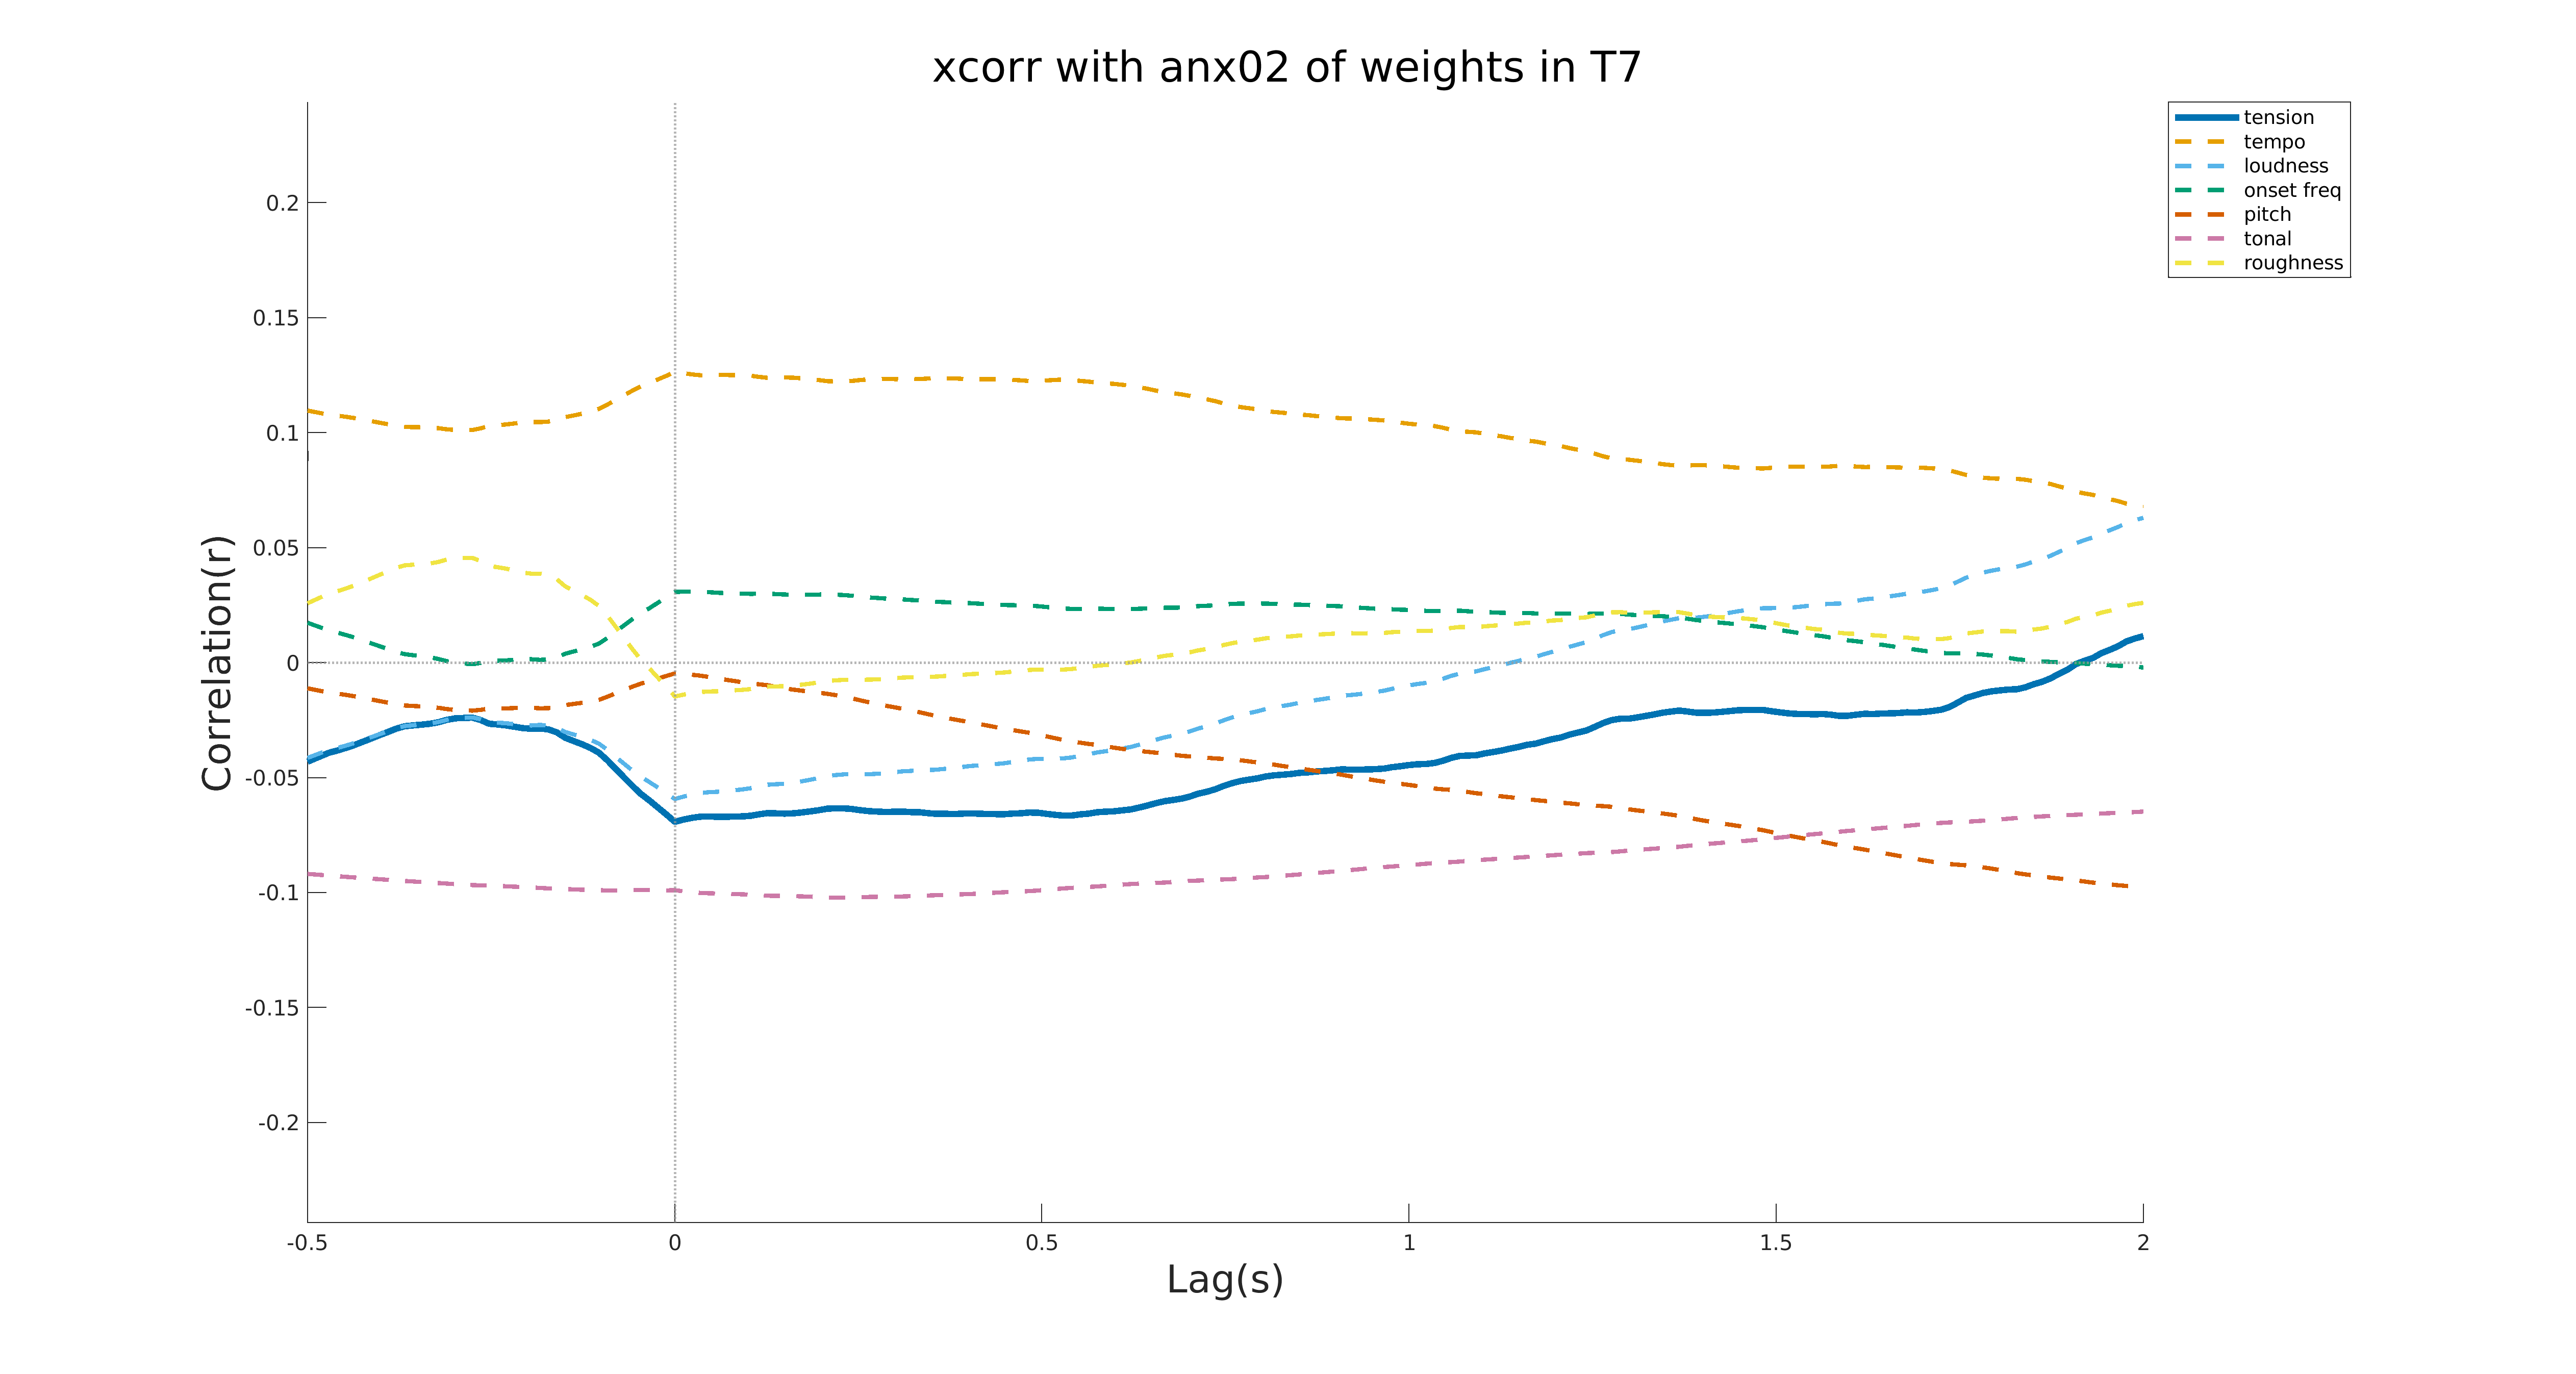 xcorr with anx02 of weights in T7
tension
tempo
loudness
onset freq
pitch
tonal
roughness
0.2
0.15
0.1
0.05
0
-0.05
-0.1
-0.15
-0.2
Correlation(r)
-0.5
0
0.5
1
1.5
2
Lag(s)